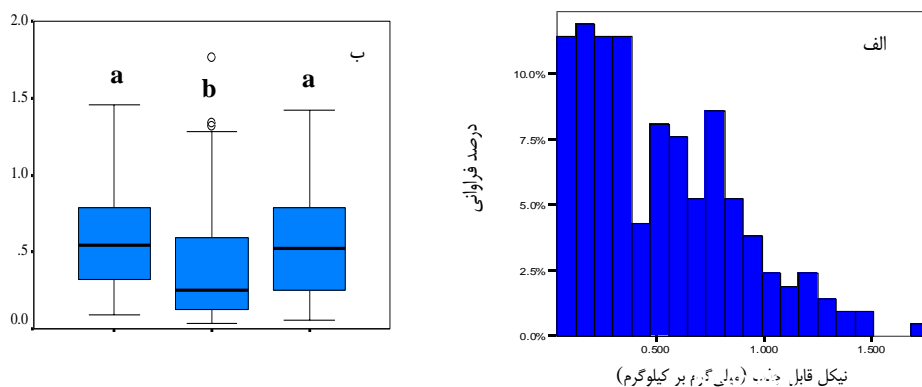 2.0
1.5
1.0
.5
0.0
a
b
a
ب
10.0%
7.5%
5.0%
2.5%
0.0%
0.500
1.000
1.500
الف
درصد فراوانی
نیکل قابل (میلی‌گرم بر کیلوگرم)